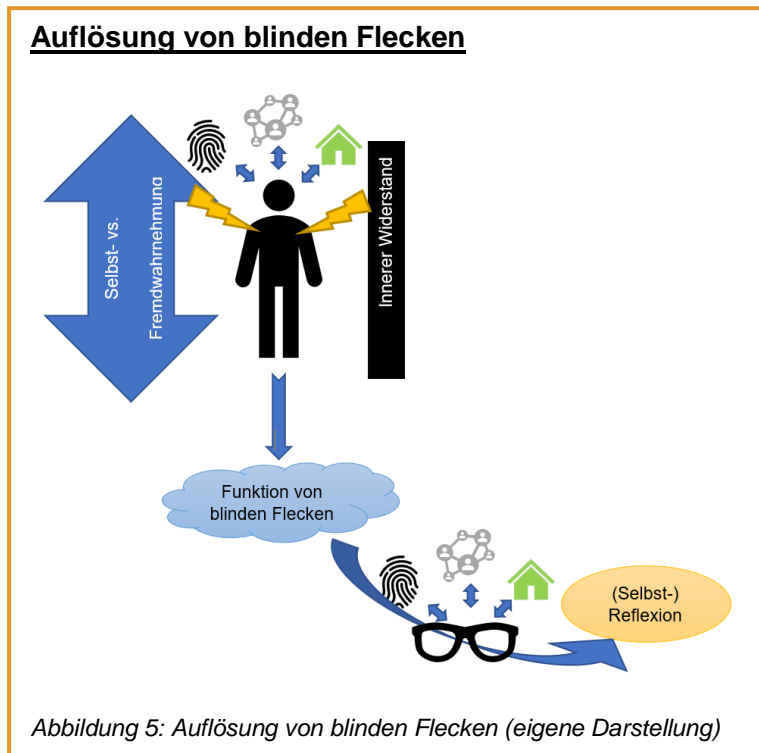 Auflösung von blinden Flecken
Selbst- vs.
Fremdwahrnehmung
Innerer Widerstand
Funktion von
blinden Flecken
(Selbst-)
Reflexion
Abbildung 5: Auflösung von blinden Flecken (eigene Darstellung)